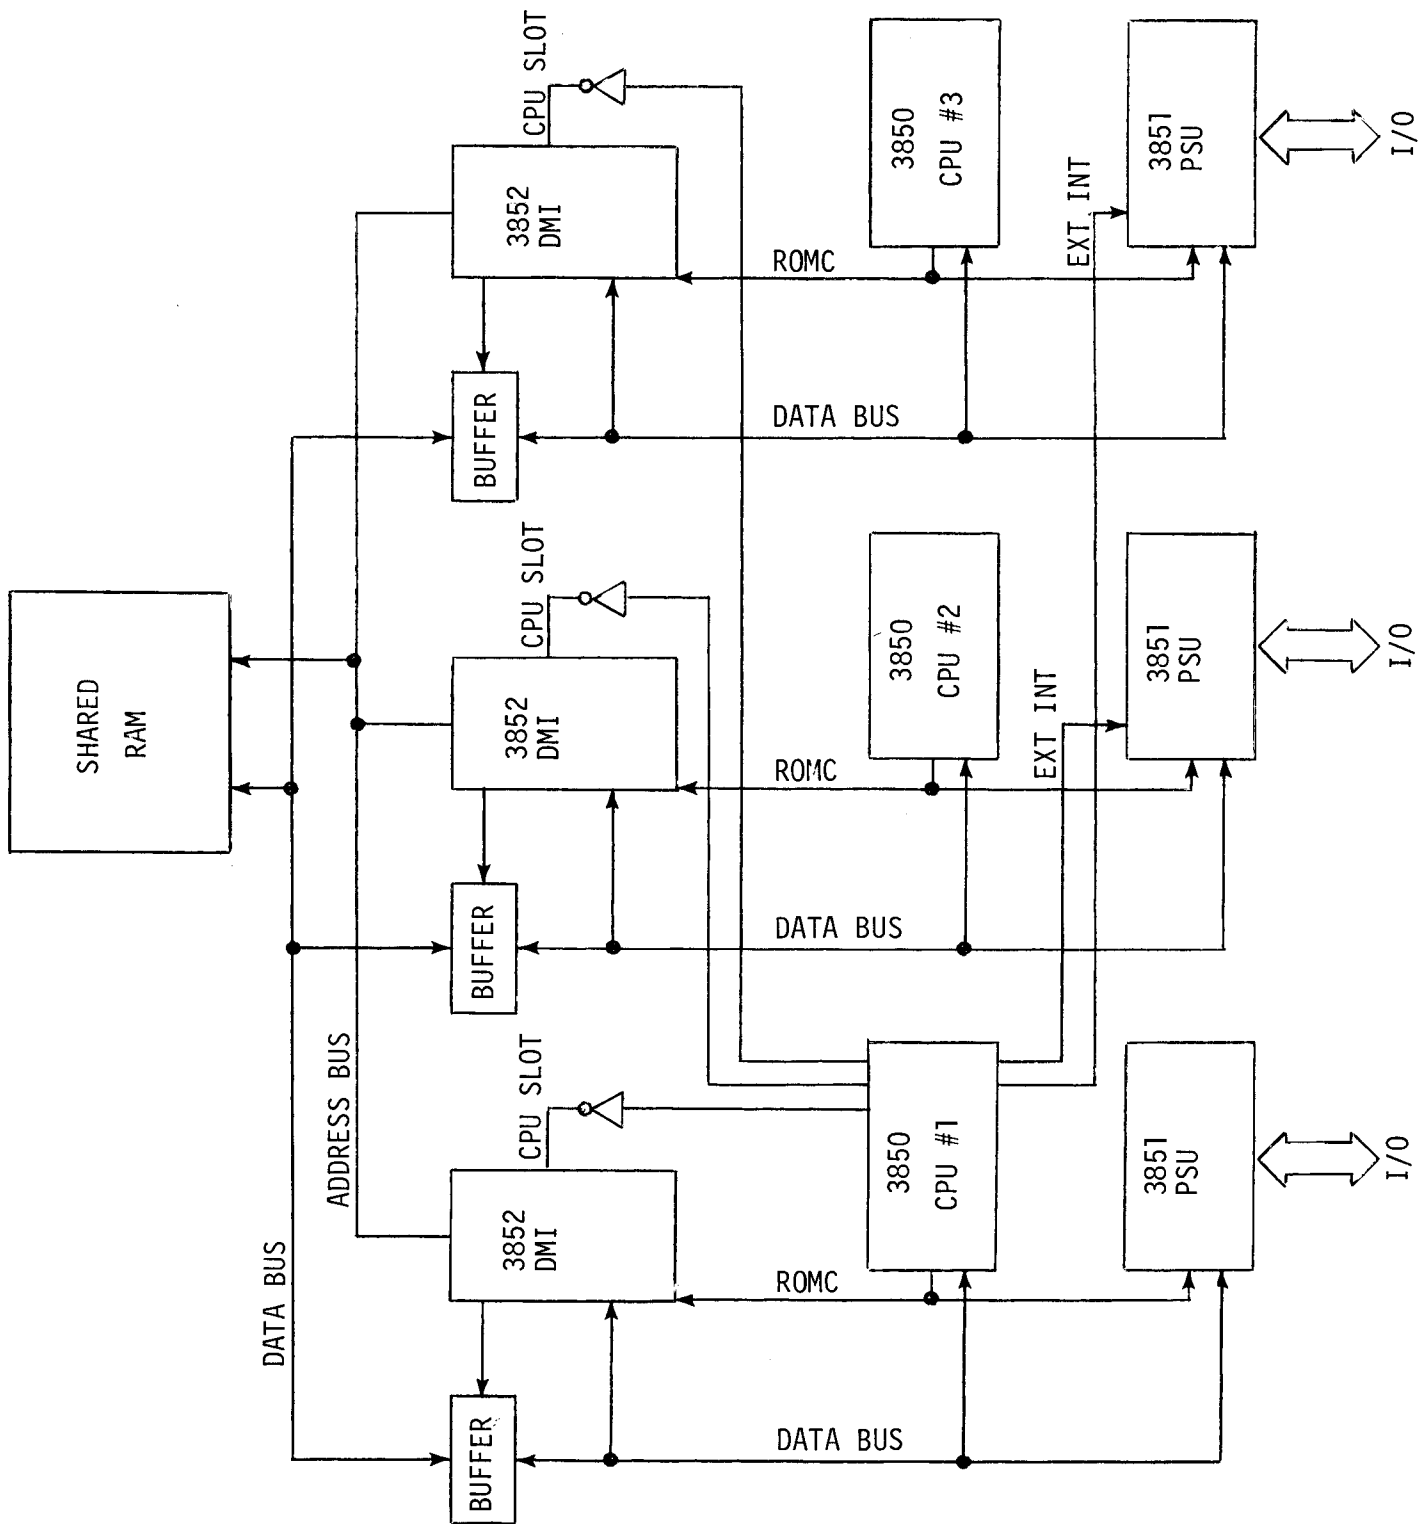 SHARED
RAM
DATA BUS
ADDRESS BUS
BUFFER
3852
DMI
CPU SLOT
BUFFER
3852
DMI
CPU SLOT
BUFFER
3852
DMI
CPU SLOT
DATA BUS
ROMC
DATA BUS
ROMC
DATA BUS
ROMC
3850
CPU #1
3850
CPU #2
3850
CPU #3
EXT INT
EXT INT
3851
PSU
3851
PSU
3851
PSU
I/O
I/O
I/O